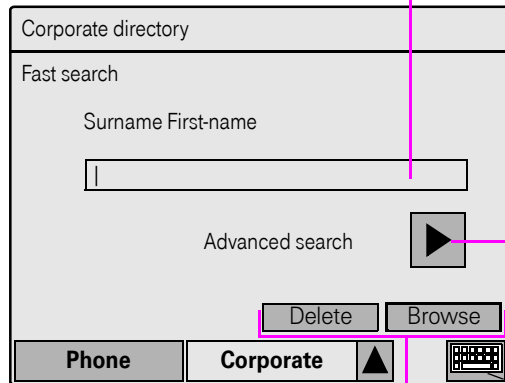 Corporate directory
Fast search
Surname First-name
Advanced search
Delete Browse
Phone Corporate